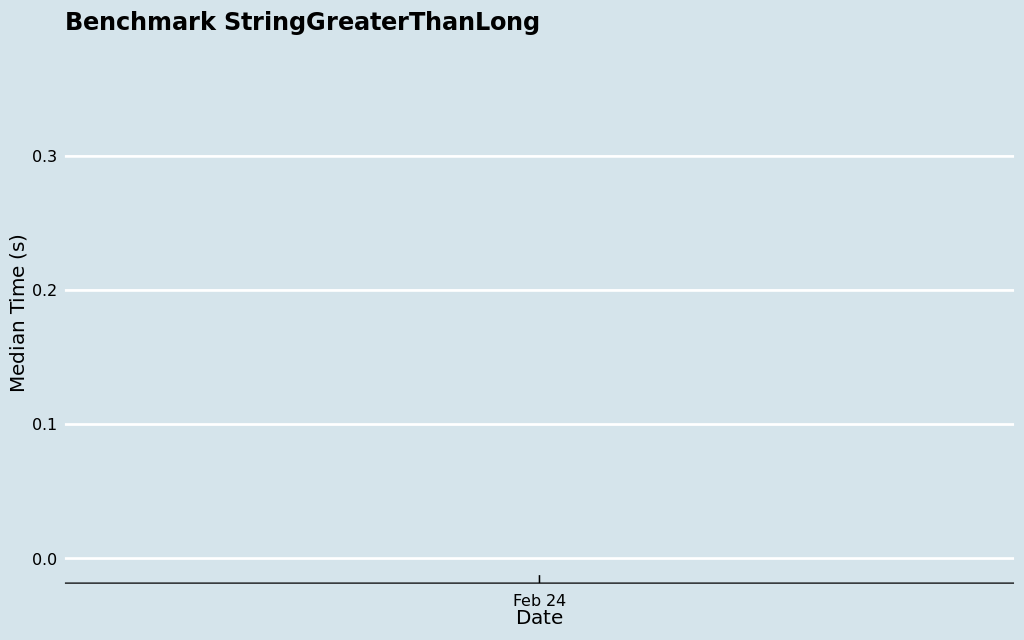 Benchmark StringGreaterThanLong
Median Time (s)
0.3
0.2
0.1
0.0
Feb 24
Date